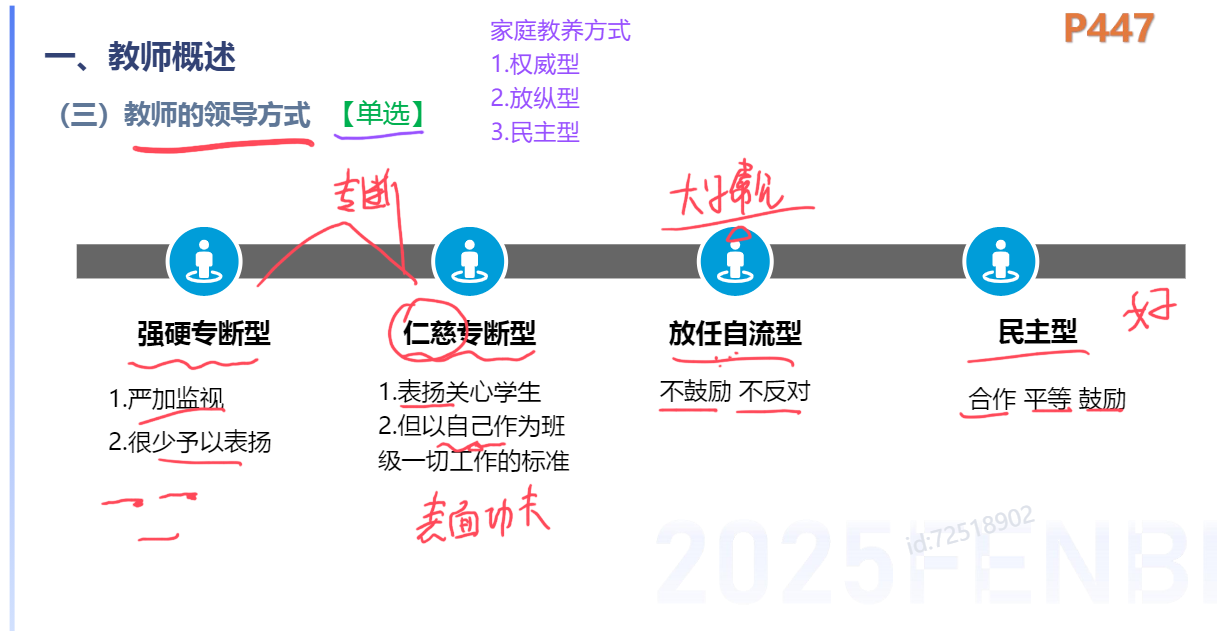 家庭教养方式
P447
一、教师概述
1.权威型
2.放纵型
（三）教师的领导方式 【单选】
3.民主型
专断
强硬专断型
仁慈专断型
放任自流型
民主型
好
1.严加监视
2.很少予以表扬
1.表扬关心学生
2.但以自己作为班
级一切工作的标准
不鼓励 不反对
合作 平等 鼓励
表面功夫
id:72518902
2025FENBI